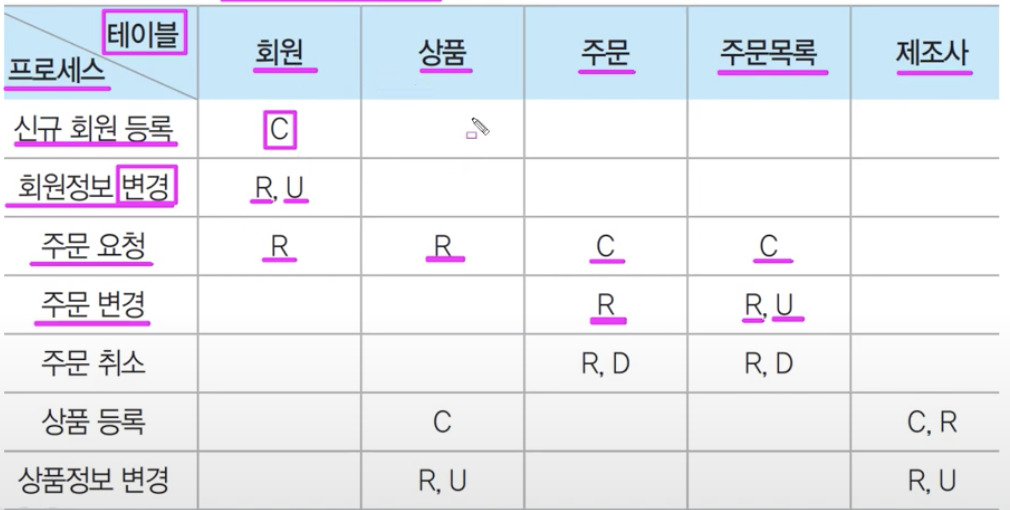 테이블
프로세스 회원 상품 주문 주문목록 제조사
신규 회원 등록 C
회원정보 변경 R, U
주문 요청 R R C C
주문 변경 R R, U
주문 취소 R, D R, D
상품 등록 C C, R
상품정보 변경 R, U R, U